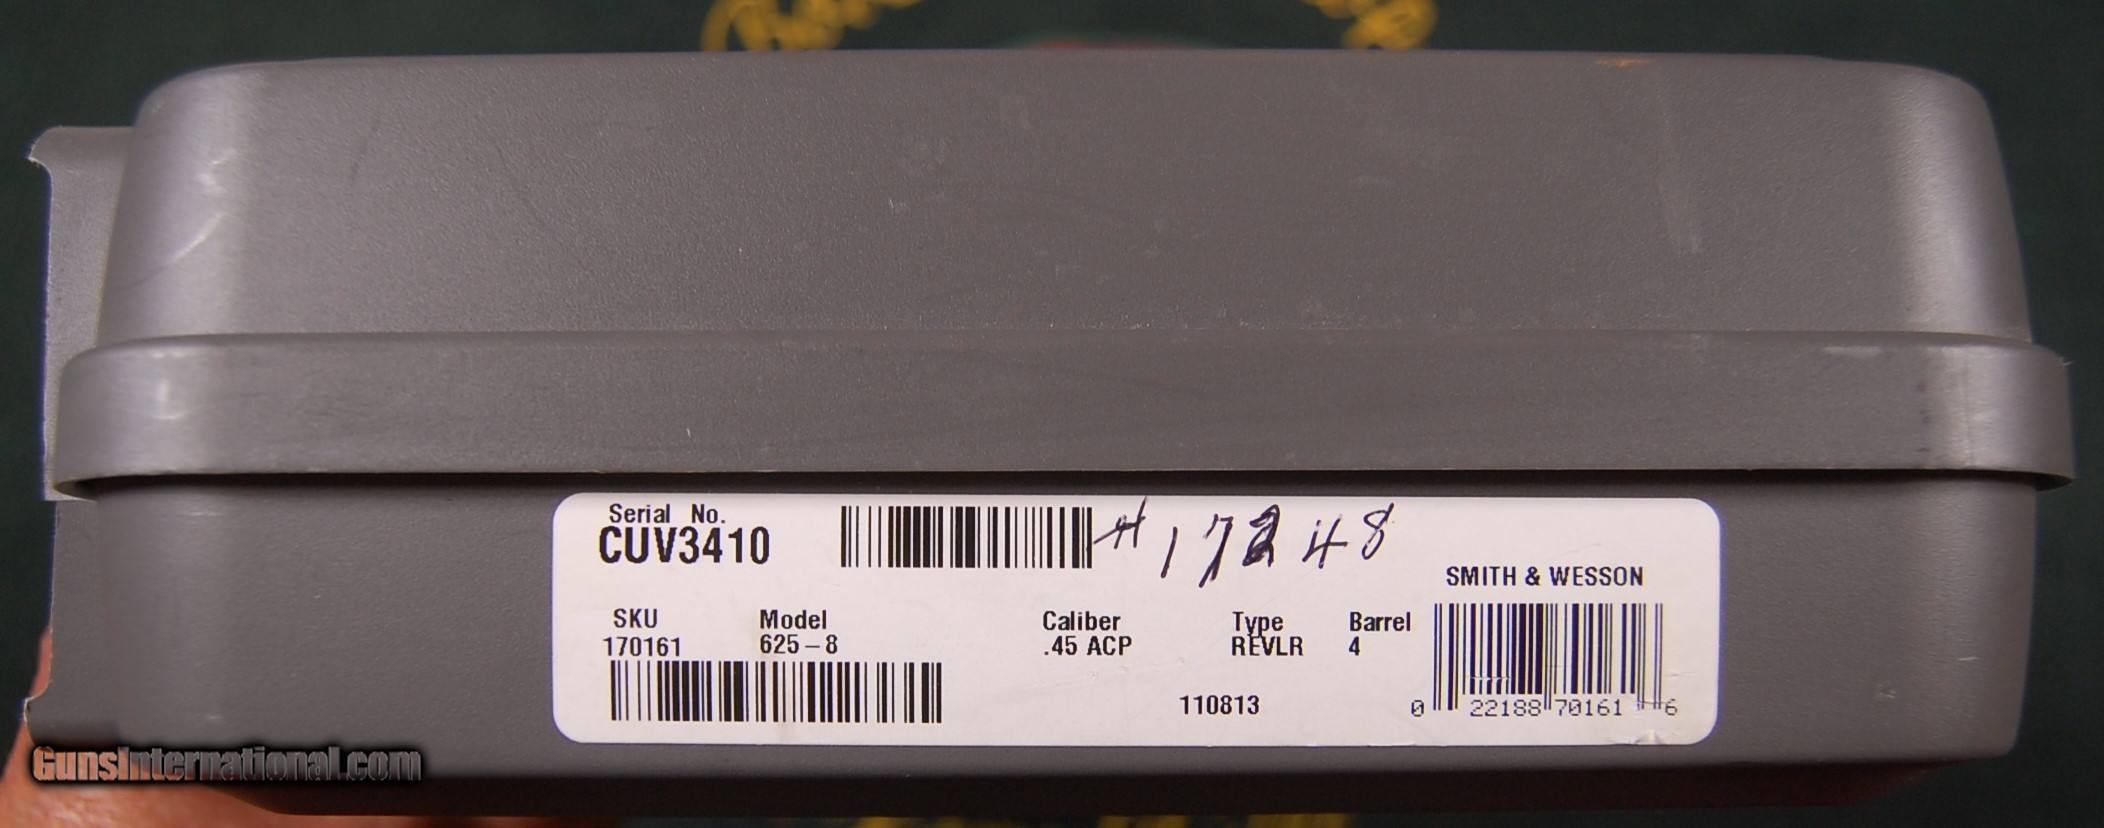 Serial No.
CUV3410
# 17248
SMITH & WESSON
SKU Model Caliber Type Barrel
170161 625-8 .45 ACP REVLR 4
110813
0 22188 70161 6
GunsInternational.com